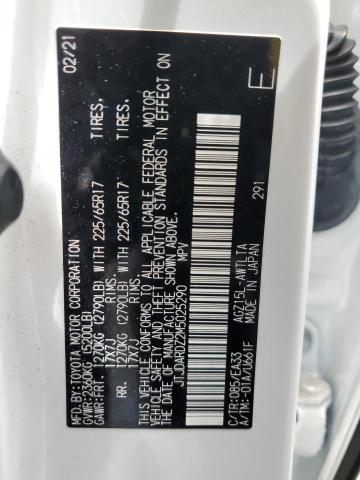 MFD.BY:TOYOTA MOTOR CORPORATION 02/21
GVWR:2360KG (5200LB)
GAWR:FRT. 1270KG (2790LB) WITH 225/65R17 TIRES.
17X7J RIMS.
RR. 1270KG (2790LB) WITH 225/65R17 TIRES.
17X7J RIMS.
THIS VEHICLE CONFORMS TO ALL APPLICABLE FEDERAL MOTOR
VEHICLE SAFETY AND THEFT PREVENTION STANDARDS IN EFFECT ON
THE DATE OF MANUFACTURE SHOWN ABOVE.
JTJDARDZ2M5025290 MPV
E
291
C/TR:085/EA33 AGZ15L-AWTLTA
A/TM:-01A/U661F MADE IN JAPAN